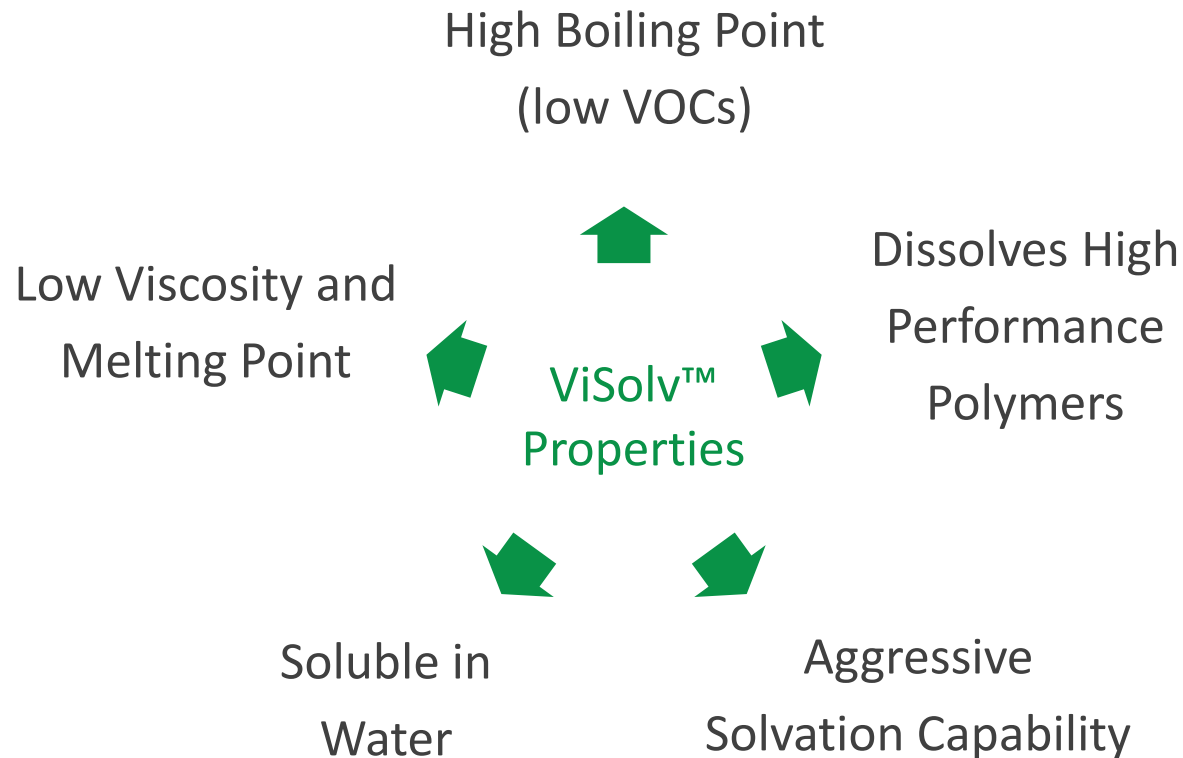 High Boiling Point
(low VOCs)
Dissolves High
Performance
Polymers
Low Viscosity and
Melting Point
ViSolv™
Properties
Soluble in
Water
Aggressive
Solvation Capability